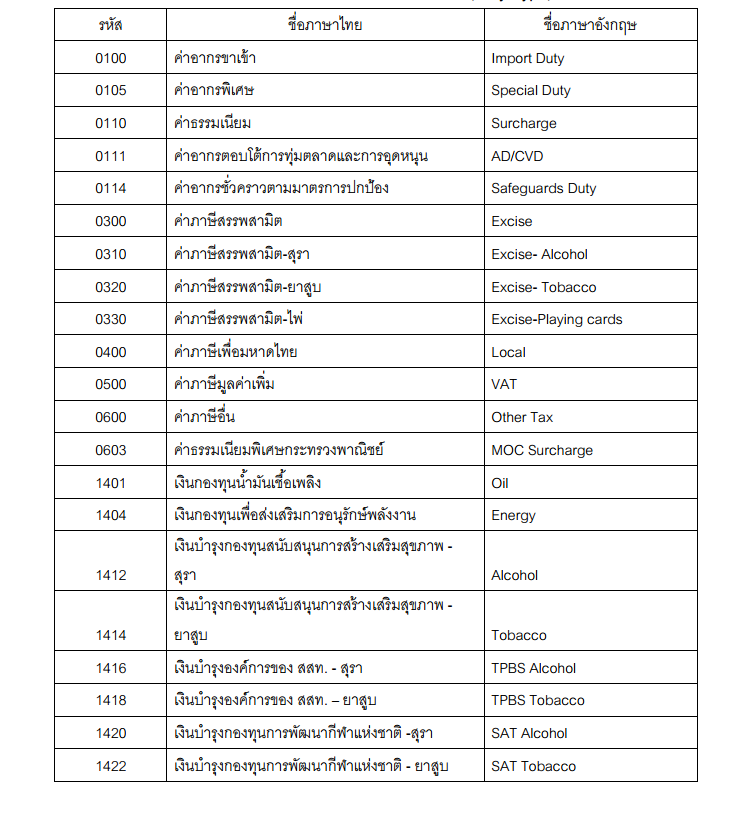 รหัส ชื่อภาษาไทย ชื่อภาษาอังกฤษ
0100 ค่าอากรขาเข้า Import Duty
0105 ค่าอากรพิเศษ Special Duty
0110 ค่าธรรมเนียม Surcharge
0111 ค่าอากรตอบโต้การทุ่มตลาดและการอุดหนุน AD/CVD
0114 ค่าอากรชั่วคราวตามมาตรการปกป้อง Safeguards Duty
0300 ค่าภาษีสรรพสามิต Excise
0310 ค่าภาษีสรรพสามิต-สุรา Excise- Alcohol
0320 ค่าภาษีสรรพสามิต-ยาสูบ Excise- Tobacco
0330 ค่าภาษีสรรพสามิต-ไพ่ Excise-Playing cards
0400 ค่าภาษีเพื่อมหาดไทย Local
0500 ค่าภาษีมูลค่าเพิ่ม VAT
0600 ค่าภาษีอื่น Other Tax
0603 ค่าธรรมเนียมพิเศษกระทรวงพาณิชย์ MOC Surcharge
1401 เงินกองทุนน้ำมันเชื้อเพลิง Oil
1404 เงินกองทุนเพื่อส่งเสริมการอนุรักษ์พลังงาน Energy
เงินบำรุงกองทุนสนับสนุนการสร้างเสริมสุขภาพ -
1412 สุรา Alcohol
เงินบำรุงกองทุนสนับสนุนการสร้างเสริมสุขภาพ -
1414 ยาสูบ Tobacco
1416 เงินบำรุงองค์การของ สสท. - สุรา TPBS Alcohol
1418 เงินบำรุงองค์การของ สสท. – ยาสูบ TPBS Tobacco
1420 เงินบำรุงกองทุนการพัฒนากีฬาแห่งชาติ -สุรา SAT Alcohol
1422 เงินบำรุงกองทุนการพัฒนากีฬาแห่งชาติ - ยาสูบ SAT Tobacco